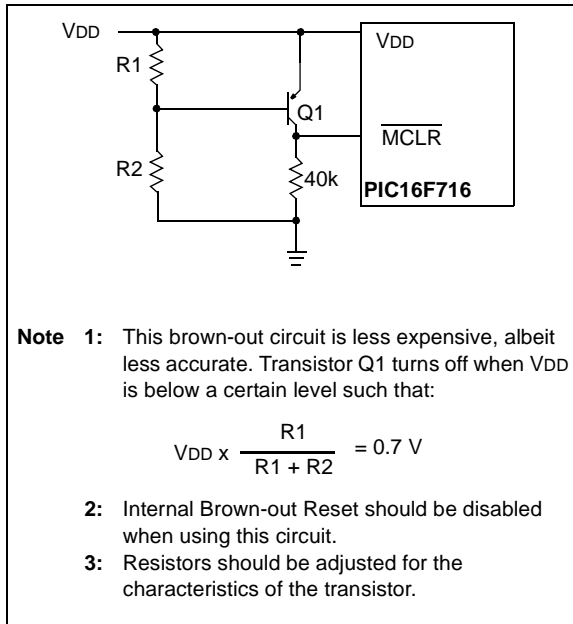 VDD
VDD
R1
Q1
MCLR
R2
40k
PIC16F716
Note 1: This brown-out circuit is less expensive, albeit
less accurate. Transistor Q1 turns off when VDD
is below a certain level such that:
R1
VDD x = 0.7 V
R1 + R2
2: Internal Brown-out Reset should be disabled
when using this circuit.
3: Resistors should be adjusted for the
characteristics of the transistor.